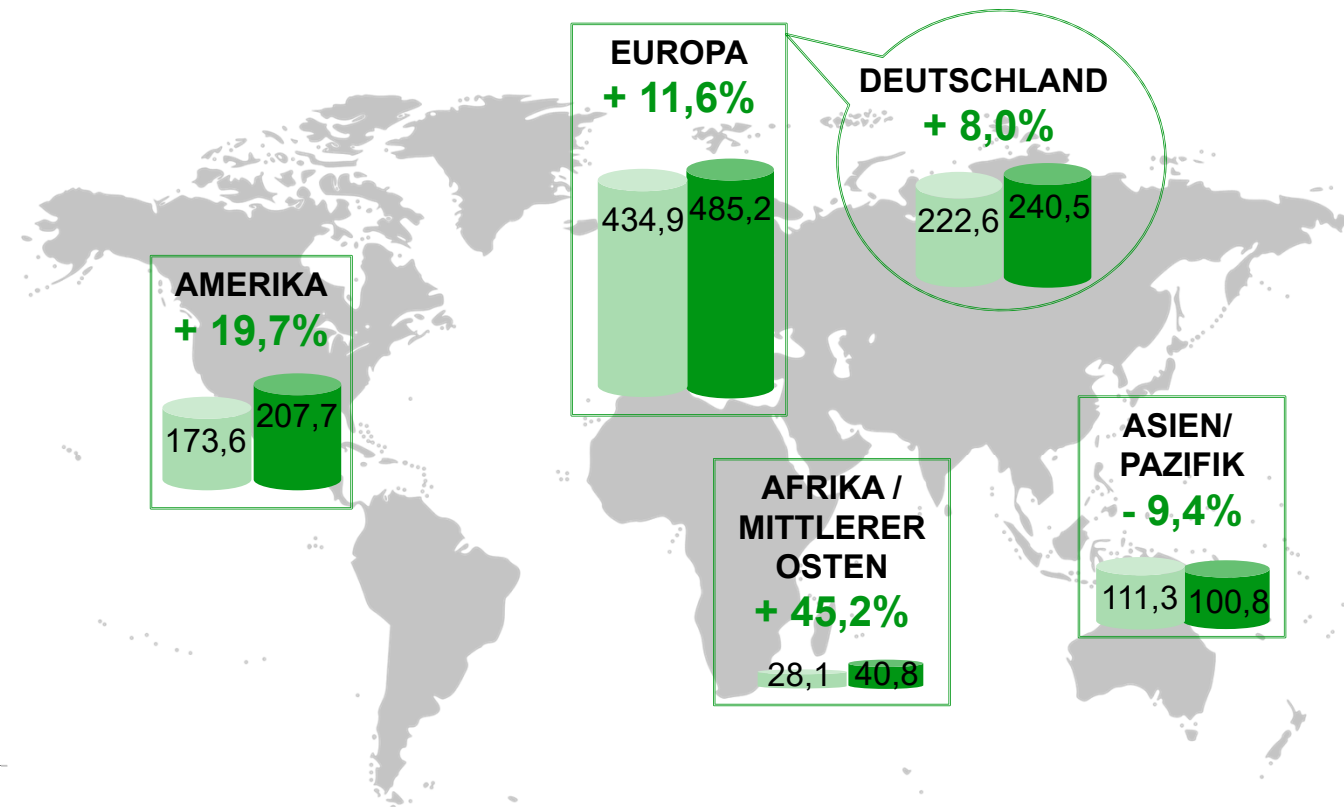 EUROPA
+ 11,6%
434,9 485,2
DEUTSCHLAND
+ 8,0%
222,6 240,5
AMERIKA
+ 19,7%
173,6 207,7
AFRIKA /
MITTLERER
OSTEN
+ 45,2%
28,1 40,8
ASIEN/
PAZIFIK
- 9,4%
111,3 100,8